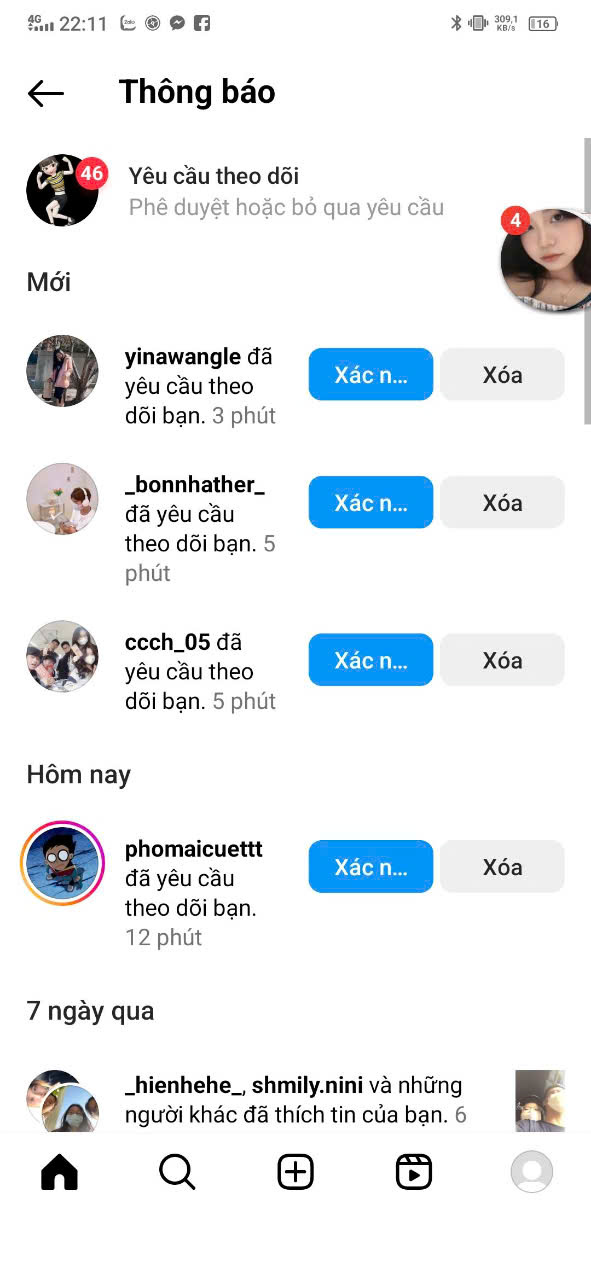 4G 22:11 Zalo 309,1 KB/s 16
Thông báo
46
Yêu cầu theo dõi
Phê duyệt hoặc bỏ qua yêu cầu
4
Mới
yinawangle đã
yêu cầu theo
dõi bạn. 3 phút
Xác n...
Xóa
_bonnhather_
đã yêu cầu
theo dõi bạn. 5
phút
Xác n...
Xóa
ccch_05 đã
yêu cầu theo
dõi bạn. 5 phút
Xác n...
Xóa
Hôm nay
phomaicuettt
đã yêu cầu
theo dõi bạn.
12 phút
Xác n...
Xóa
7 ngày qua
_hienhehe_, shmily.nini và những
người khác đã thích tin của bạn. 6